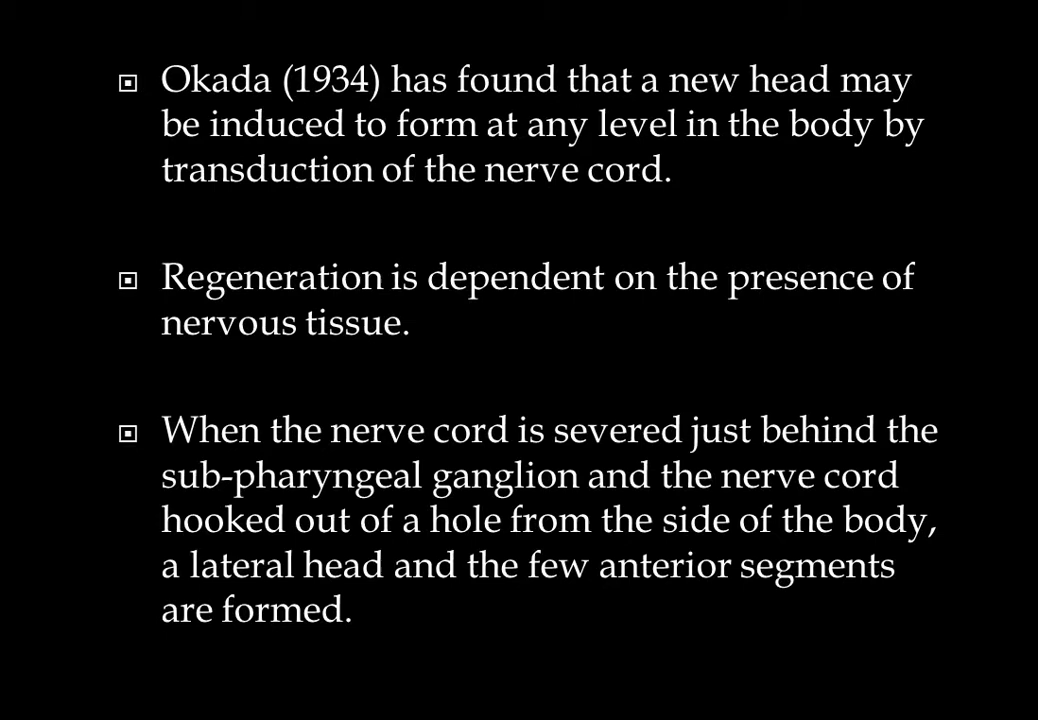 Okada (1934) has found that a new head may
be induced to form at any level in the body by
transduction of the nerve cord.
Regeneration is dependent on the presence of
nervous tissue.
When the nerve cord is severed just behind the
sub-pharyngeal ganglion and the nerve cord
hooked out of a hole from the side of the body,
a lateral head and the few anterior segments
are formed.